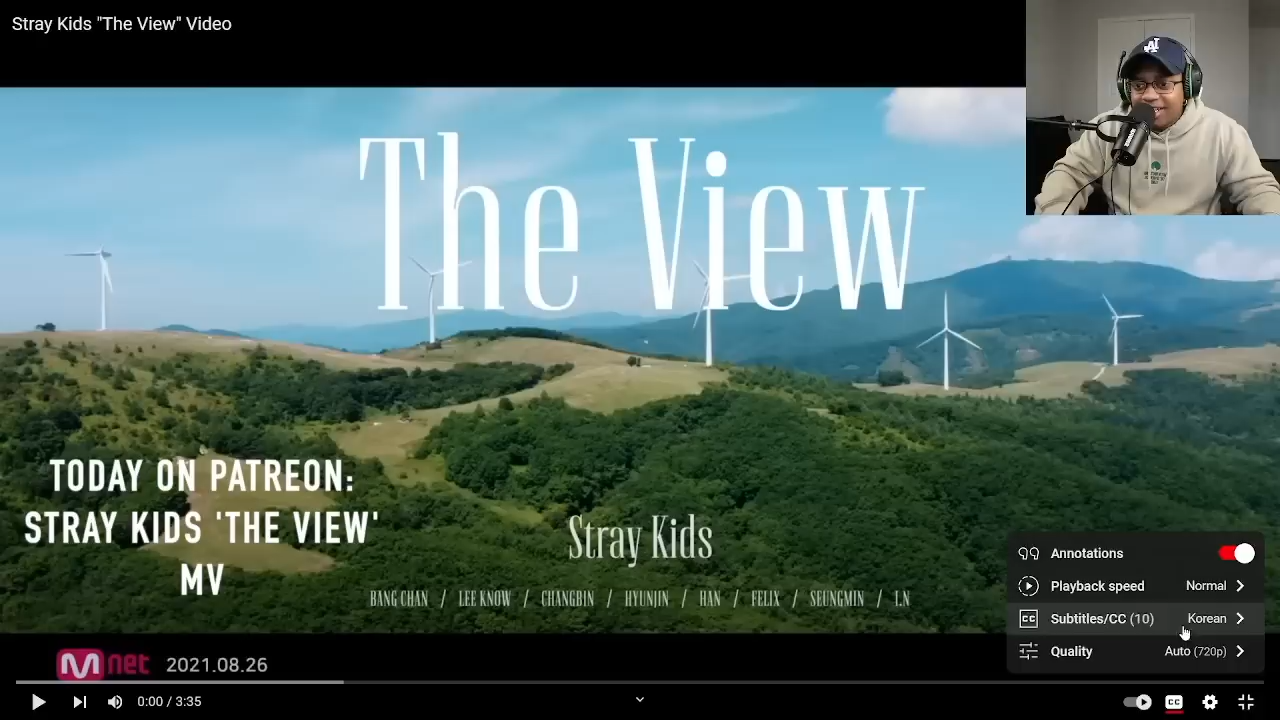 Stray Kids "The View" Video
The View
TODAY ON PATREON:
STRAY KIDS 'THE VIEW'
MV
Stray Kids
BANG CHAN / LEE KNOW / CHANGBIN / HYUNJIN / HAN / FELIX / SEUNGMIN / I.N
Annotations
Playback speed Normal
Subtitles/CC (10) Korean
Quality Auto (720p)
Mnet 2021.08.26
0:00 / 3:35
CC